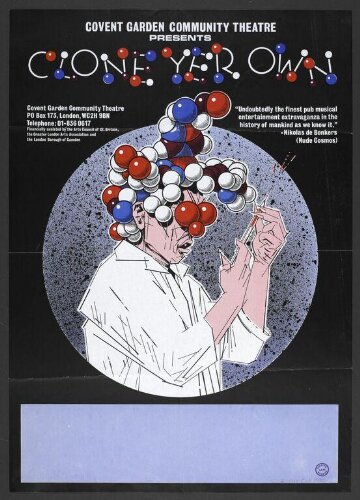 COVENT GARDEN COMMUNITY THEATRE
PRESENTS
CLONE YER OWN
Covent Garden Community Theatre
PO Box 173, London, WC2H 9BN
Telephone: 01-836 0617
Financially assisted by the Arts Council of Gt. Britain,
the Greater London Arts Association and
the London Borough of Camden
"Undoubtedly the finest pub musical
entertainment extravaganza in the
history of mankind as we know it."
-Nikolas de Bonkers
(Nude Cosmos)